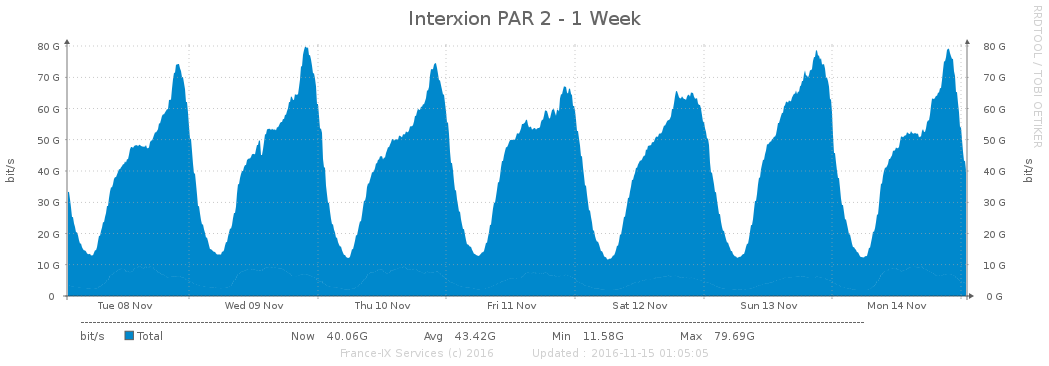 Interxion PAR 2 - 1 Week
RRDTOOL / TOBI OETIKER
80 G 80 G
70 G 70 G
60 G 60 G
50 G 50 G
40 G 40 G
30 G 30 G
20 G 20 G
10 G 10 G
0 0 G
bit/s
bit/s
Tue 08 Nov Wed 09 Nov Thu 10 Nov Fri 11 Nov Sat 12 Nov Sun 13 Nov Mon 14 Nov
bit/s Total Now 40.06G Avg 43.42G Min 11.58G Max 79.69G
France-IX Services (c) 2016 Updated : 2016-11-15 01:05:05